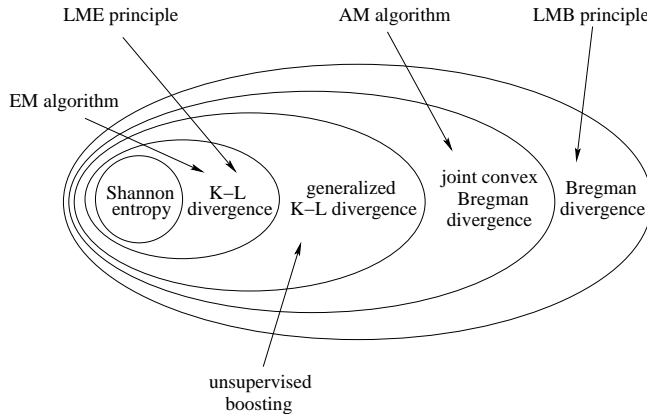 LME principle
AM algorithm
LMB principle
EM algorithm
Shannon
entropy
K–L
divergence
generalized
K–L divergence
joint convex
Bregman
divergence
Bregman
divergence
unsupervised
boosting